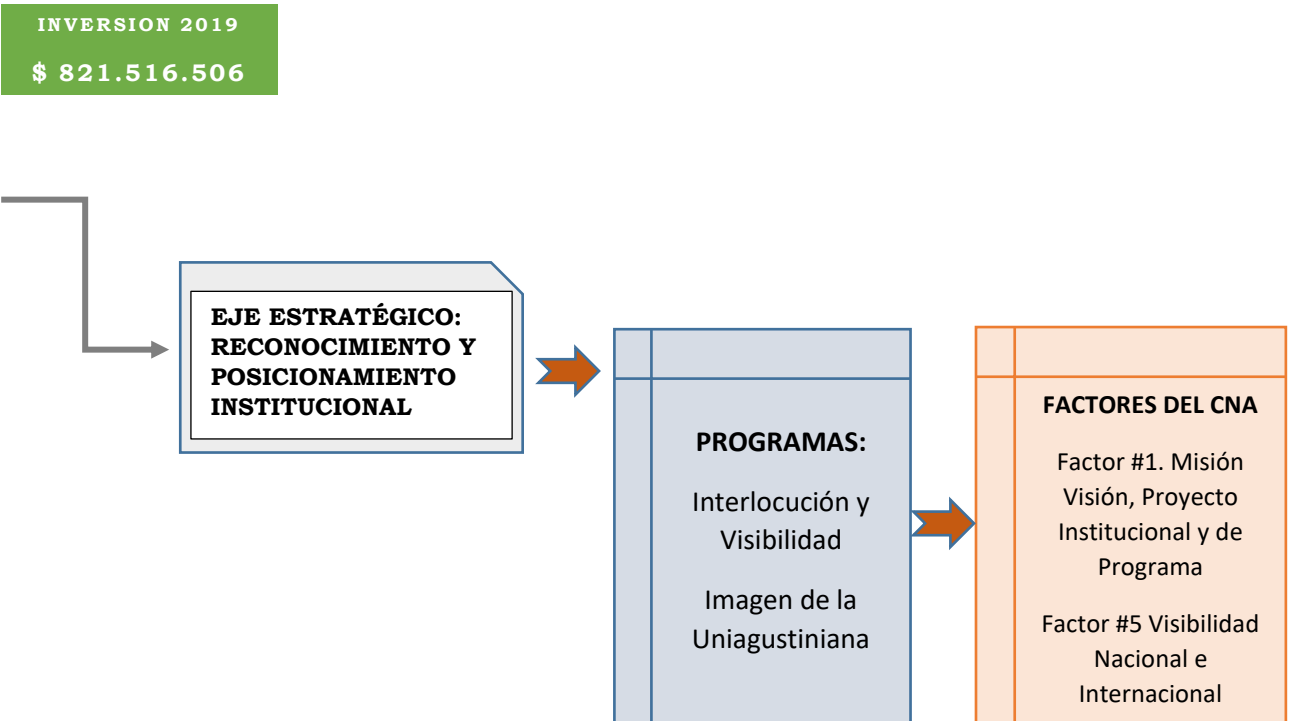 INVERSION 2019
$ 821.516.506
EJE ESTRATÉGICO:
RECONOCIMIENTO Y
POSICIONAMIENTO
INSTITUCIONAL
PROGRAMAS:
Interlocución y
Visibilidad
Imagen de la
Uniagustiniana
FACTORES DEL CNA
Factor #1. Misión
Visión, Proyecto
Institucional y de
Programa
Factor #5 Visibilidad
Nacional e
Internacional